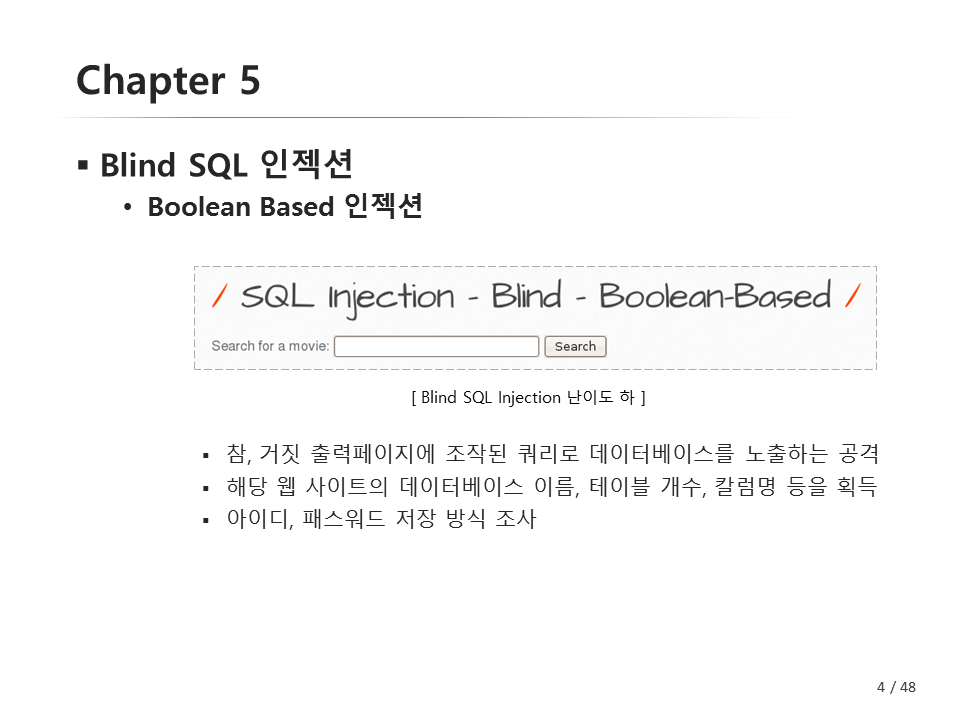 Chapter 5
▪ Blind SQL 인젝션
• Boolean Based 인젝션
/ SQL Injection - Blind - Boolean-Based /
Search for a movie: Search
[ Blind SQL Injection 난이도 하 ]
▪ 참, 거짓 출력페이지에 조작된 쿼리로 데이터베이스를 노출하는 공격
▪ 해당 웹 사이트의 데이터베이스 이름, 테이블 개수, 칼럼명 등을 획득
▪ 아이디, 패스워드 저장 방식 조사
4 / 48